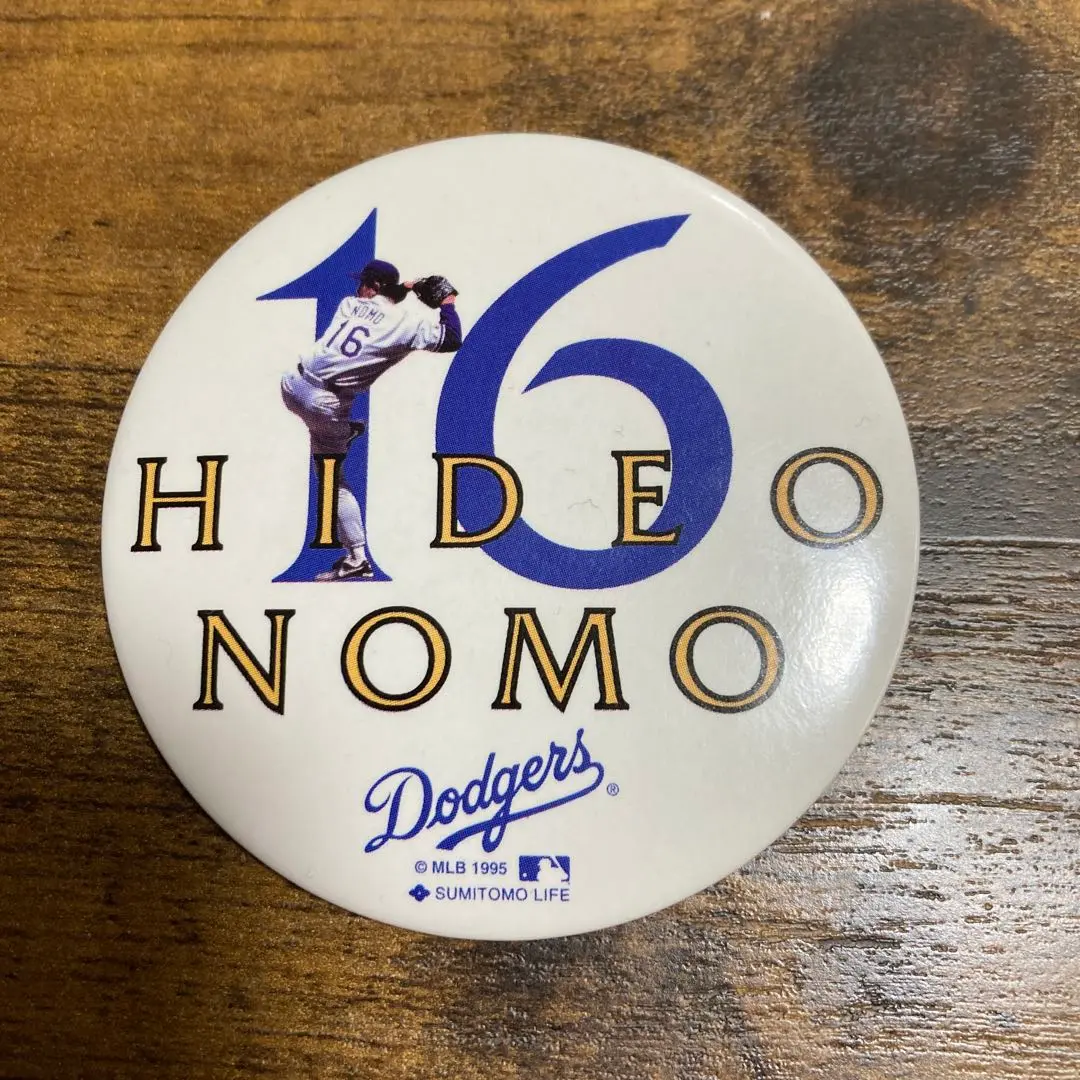 16
NOMO
16
HIDEO
NOMO
Dodgers®
© MLB 1995
SUMITOMO LIFE